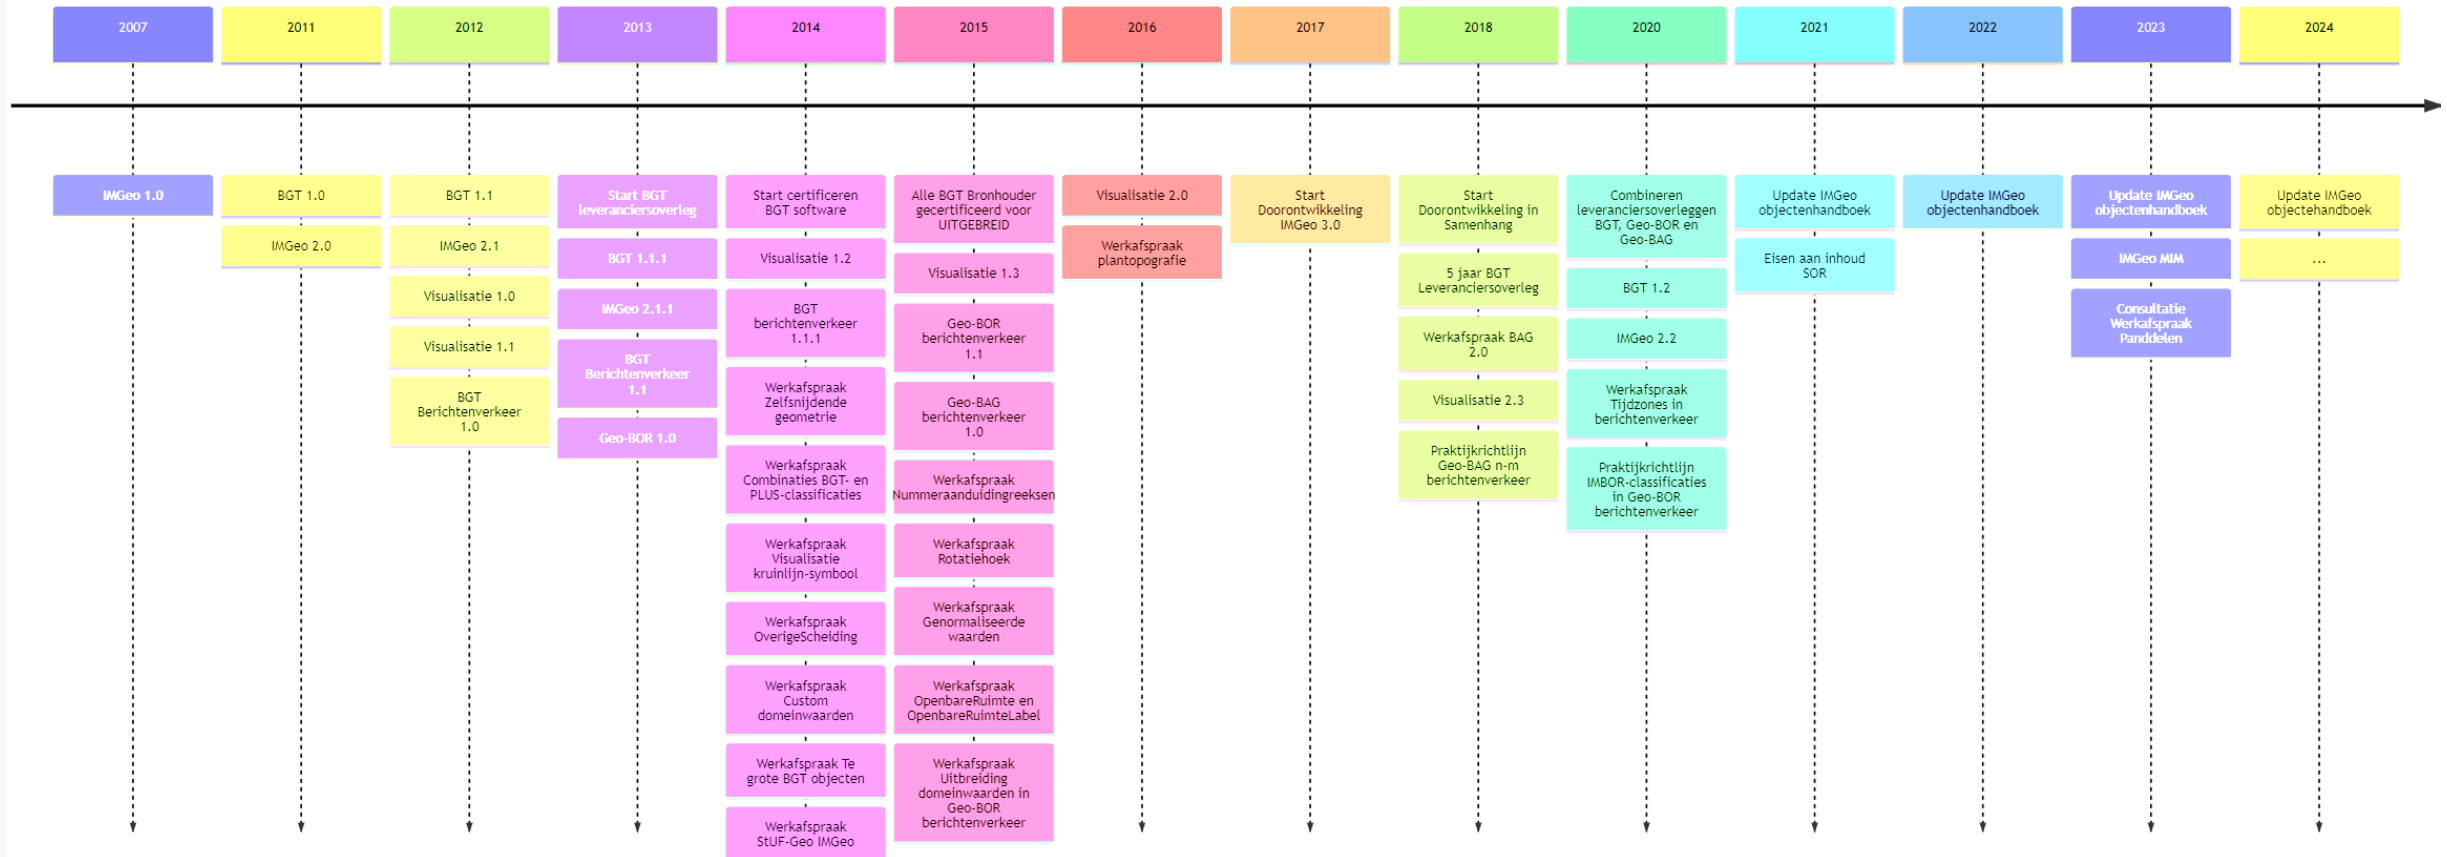 2007
2011
2012
2013
2014
2015
2016
2017
2018
2020
2021
2022
2023
2024
IMGeo 1.0
BGT 1.0
IMGeo 2.0
BGT 1.1
IMGeo 2.1
Visualisatie 1.0
Visualisatie 1.1
BGT
Berichtenverkeer
1.0
Start BGT
leveranciersoverleg
BGT 1.1.1
IMGeo 2.1.1
BGT
Berichtenverkeer
1.1
Geo-BOR 1.0
Start certificeren
BGT software
Visualisatie 1.2
BGT
berichtenverkeer
1.1.1
Werkafspraak
Zelfsnijdende
geometrie
Werkafspraak
Combinaties BGT- en
PLUS-classificaties
Werkafspraak
Visualisatie
kruinlijn-symbool
Werkafspraak
OverigeScheiding
Werkafspraak
Custom
domeinwaarden
Werkafspraak Te
grote BGT objecten
Werkafspraak
StUF-Geo IMGeo
Alle BGT Bronhouder
gecertificeerd voor
UITGEBREID
Visualisatie 1.3
Geo-BOR
berichtenverkeer
1.1
Geo-BAG
berichtenverkeer
1.0
Werkafspraak
Nummeraanduidingreeksen
Werkafspraak
Rotatiehoek
Werkafspraak
Genormaliseerde
waarden
Werkafspraak
OpenbareRuimte en
OpenbareRuimteLabel
Werkafspraak
Uitbreiding
domeinwaarden in
Geo-BOR
berichtenverkeer
Visualisatie 2.0
Werkafspraak
plantopografie
Start
Doorontwikkeling
IMGeo 3.0
Start
Doorontwikkeling in
Samenhang
5 jaar BGT
Leveranciersoverleg
Werkafspraak BAG
2.0
Visualisatie 2.3
Praktijkrichtlijn
Geo-BAG n-m
berichtenverkeer
Combineren
leveranciersoverleggen
BGT, Geo-BOR en
Geo-BAG
BGT 1.2
IMGeo 2.2
Werkafspraak
Tijdzones in
berichtenverkeer
Praktijkrichtlijn
IMBOR-classificaties
in Geo-BOR
berichtenverkeer
Update IMGeo
objectenhandboek
Eisen aan inhoud
SOR
Update IMGeo
objectenhandboek
Update IMGeo
objectenhandboek
IMGeo MIM
Consultatie
Werkafspraak
Panddelen
Update IMGeo
objectehandboek
...